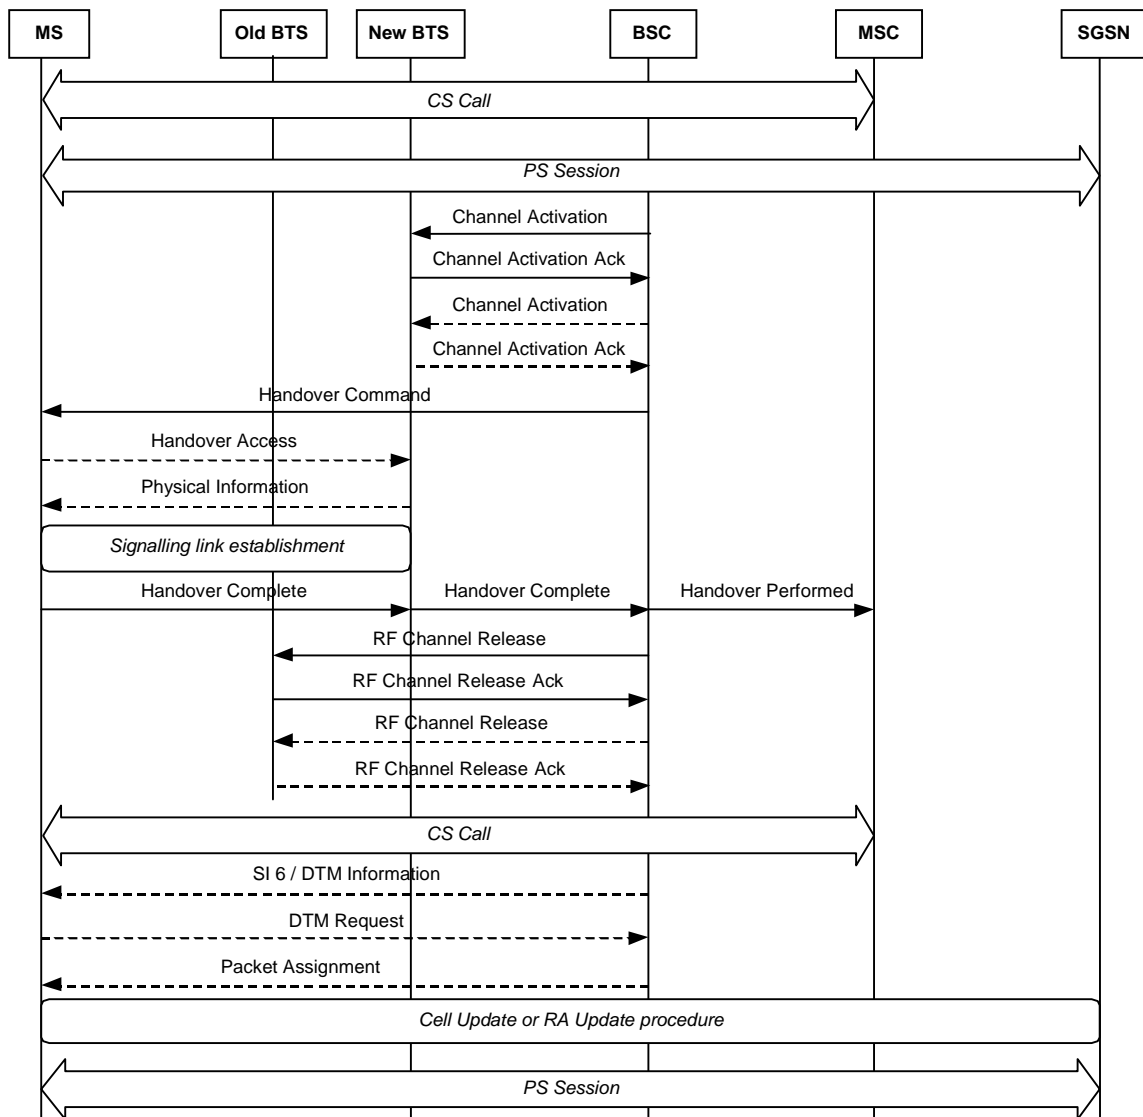 MS
Old BTS
New BTS
BSC
MSC
SGSN
CS Call
PS Session
Channel Activation
Channel Activation Ack
Channel Activation
Channel Activation Ack
Handover Command
Handover Access
Physical Information
Signalling link establishment
Handover Complete
Handover Complete
Handover Performed
RF Channel Release
RF Channel Release Ack
RF Channel Release
RF Channel Release Ack
CS Call
SI 6 / DTM Information
DTM Request
Packet Assignment
Cell Update or RA Update procedure
PS Session